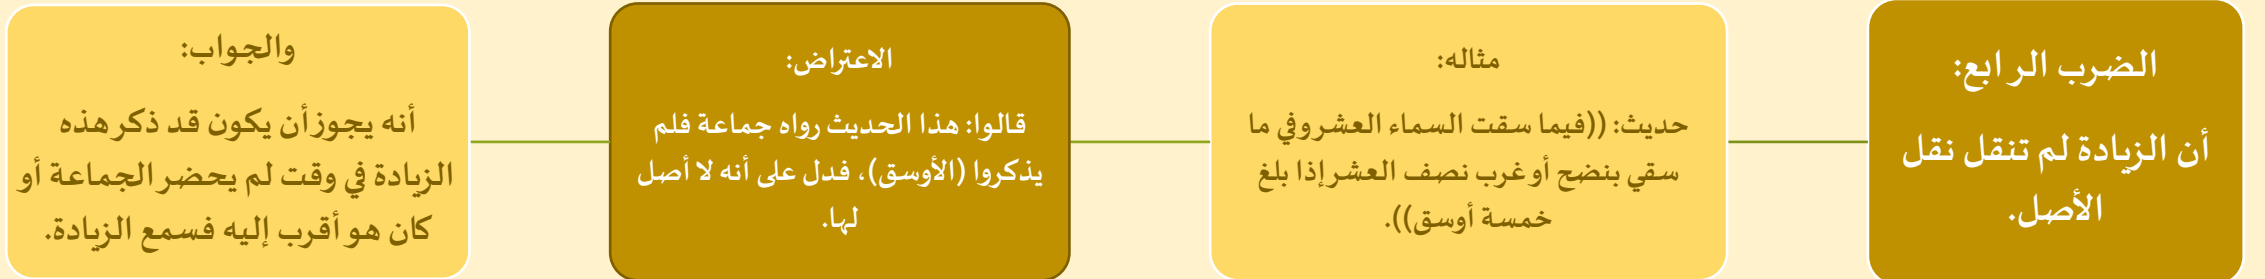 الضرب الرابع:
أن الزيادة لم تنقل نقل
الأصل.
مثاله:
حديث: ((فيما سقت السماء العشر وفي ما
سقي بنضح أو غرب نصف العشر إذا بلغ
خمسة أوسق)).
الاعتراض:
قالوا: هذا الحديث رواه جماعة فلم
يذكروا (الأوسق)، فدل على أنه لا أصل
لها.
والجواب:
أنه يجوز أن يكون قد ذكر هذه
الزيادة في وقت لم يحضر الجماعة أو
كان هو أقرب إليه فسمع الزيادة.